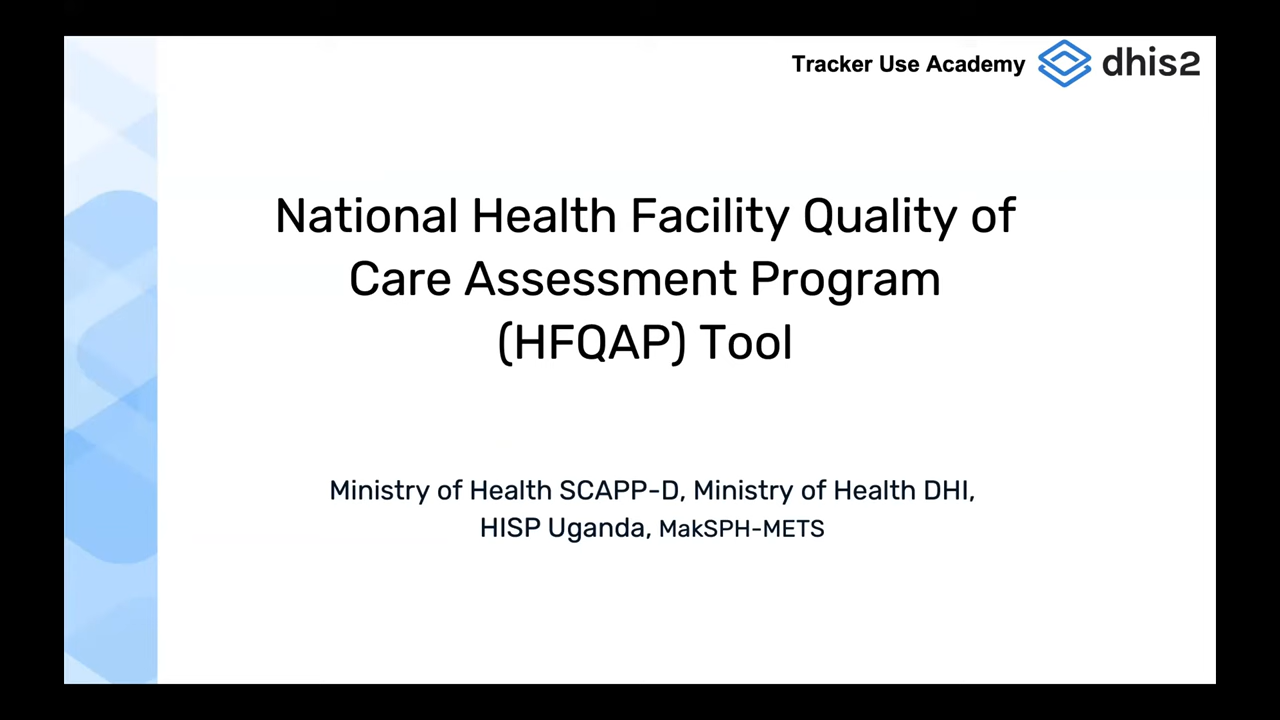 Tracker Use Academy dhis2
National Health Facility Quality of
Care Assessment Program
(HFQAP) Tool
Ministry of Health SCAPP-D, Ministry of Health DHI,
HISP Uganda, MakSPH-METS